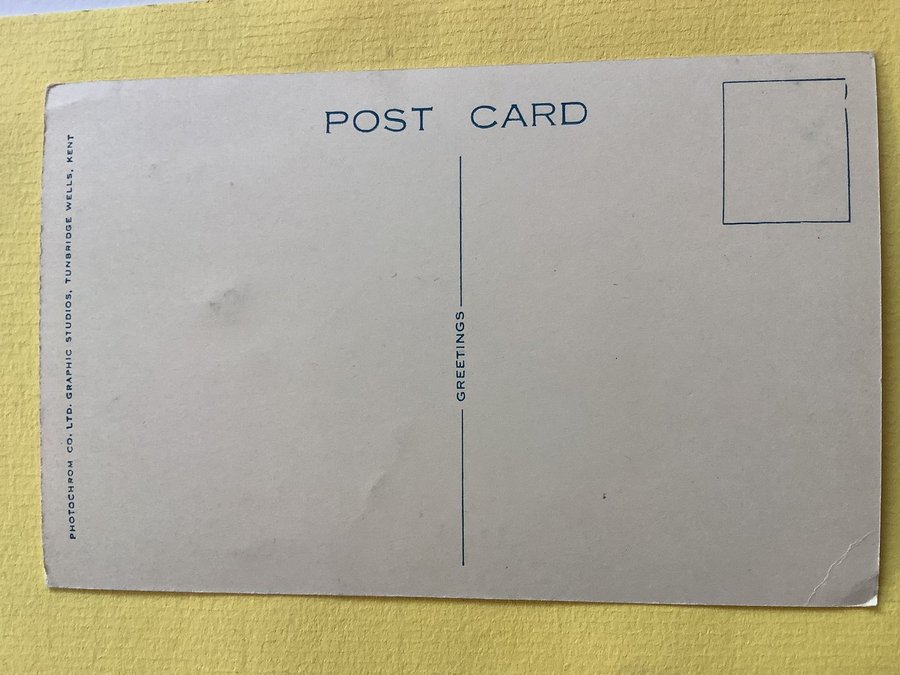 POST CARD
PHOTOCHROM CO. LTD. GRAPHIC STUDIOS, TUNBRIDGE WELLS, KENT
GREETINGS